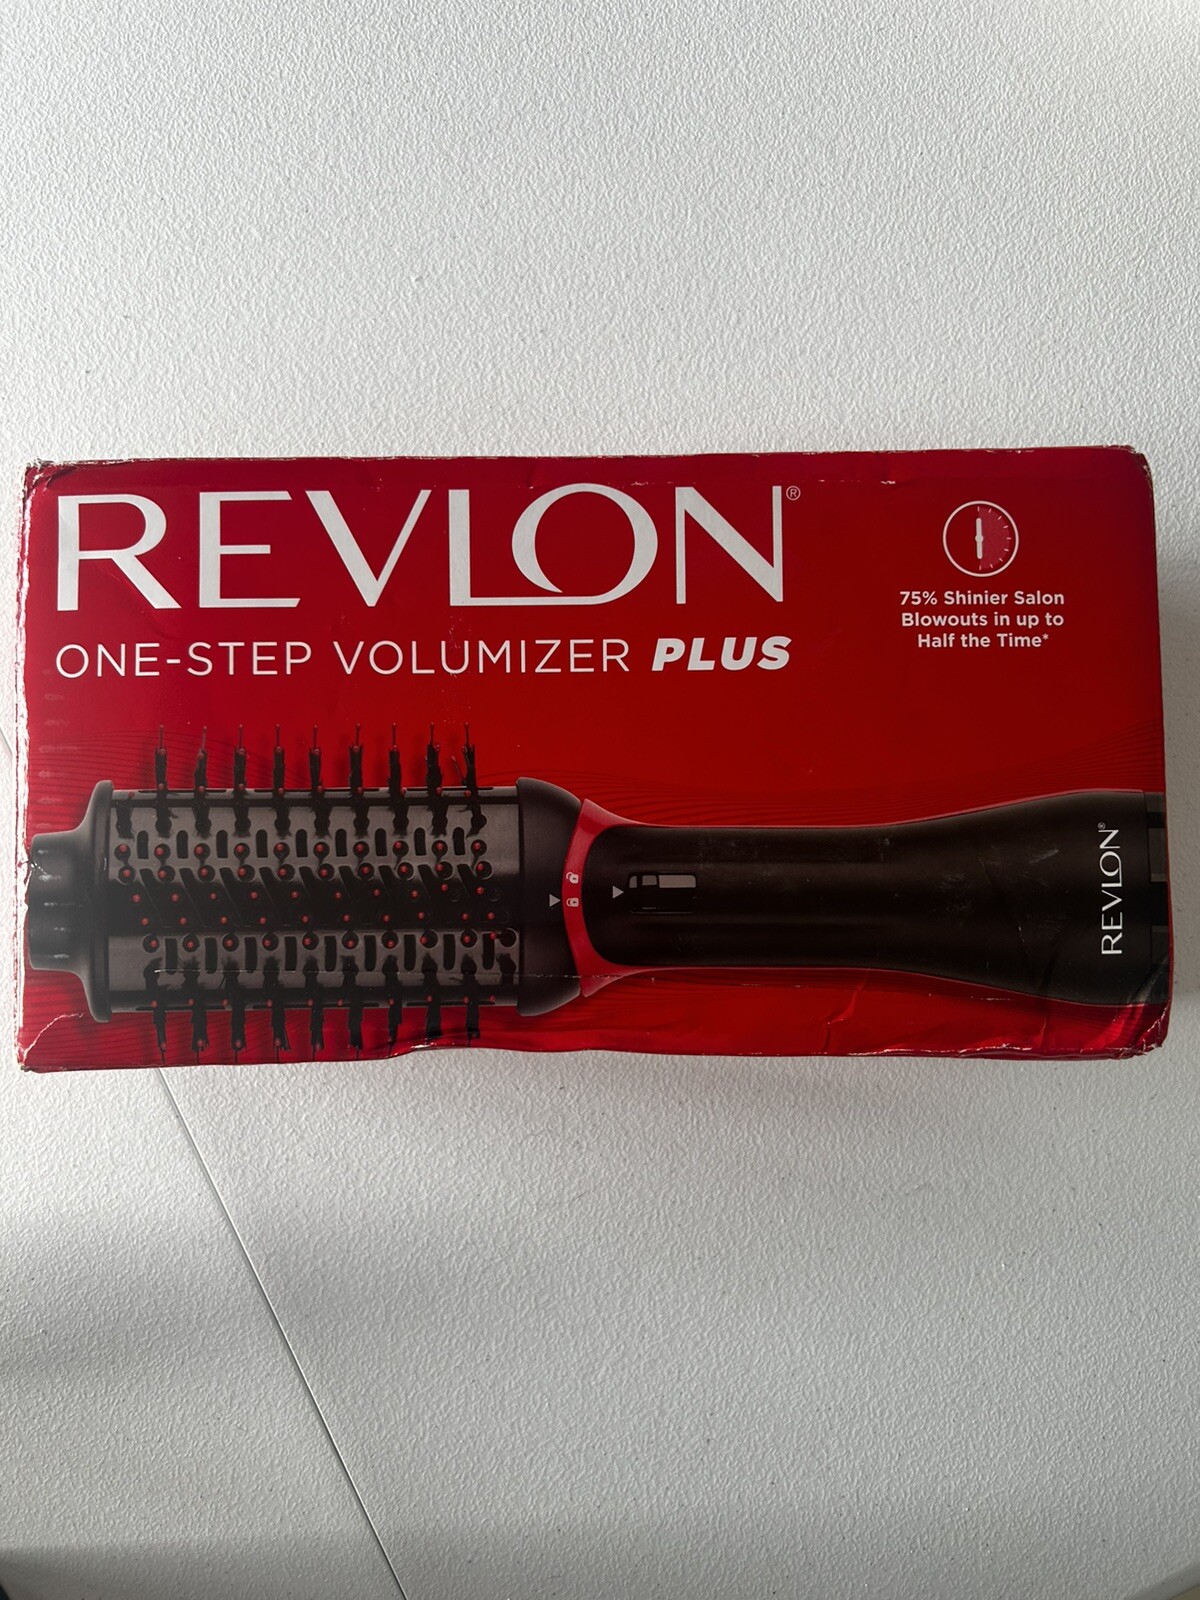 REVLON®
ONE-STEP VOLUMIZER PLUS
75% Shinier Salon
Blowouts in up to
Half the Time*
REVLON®